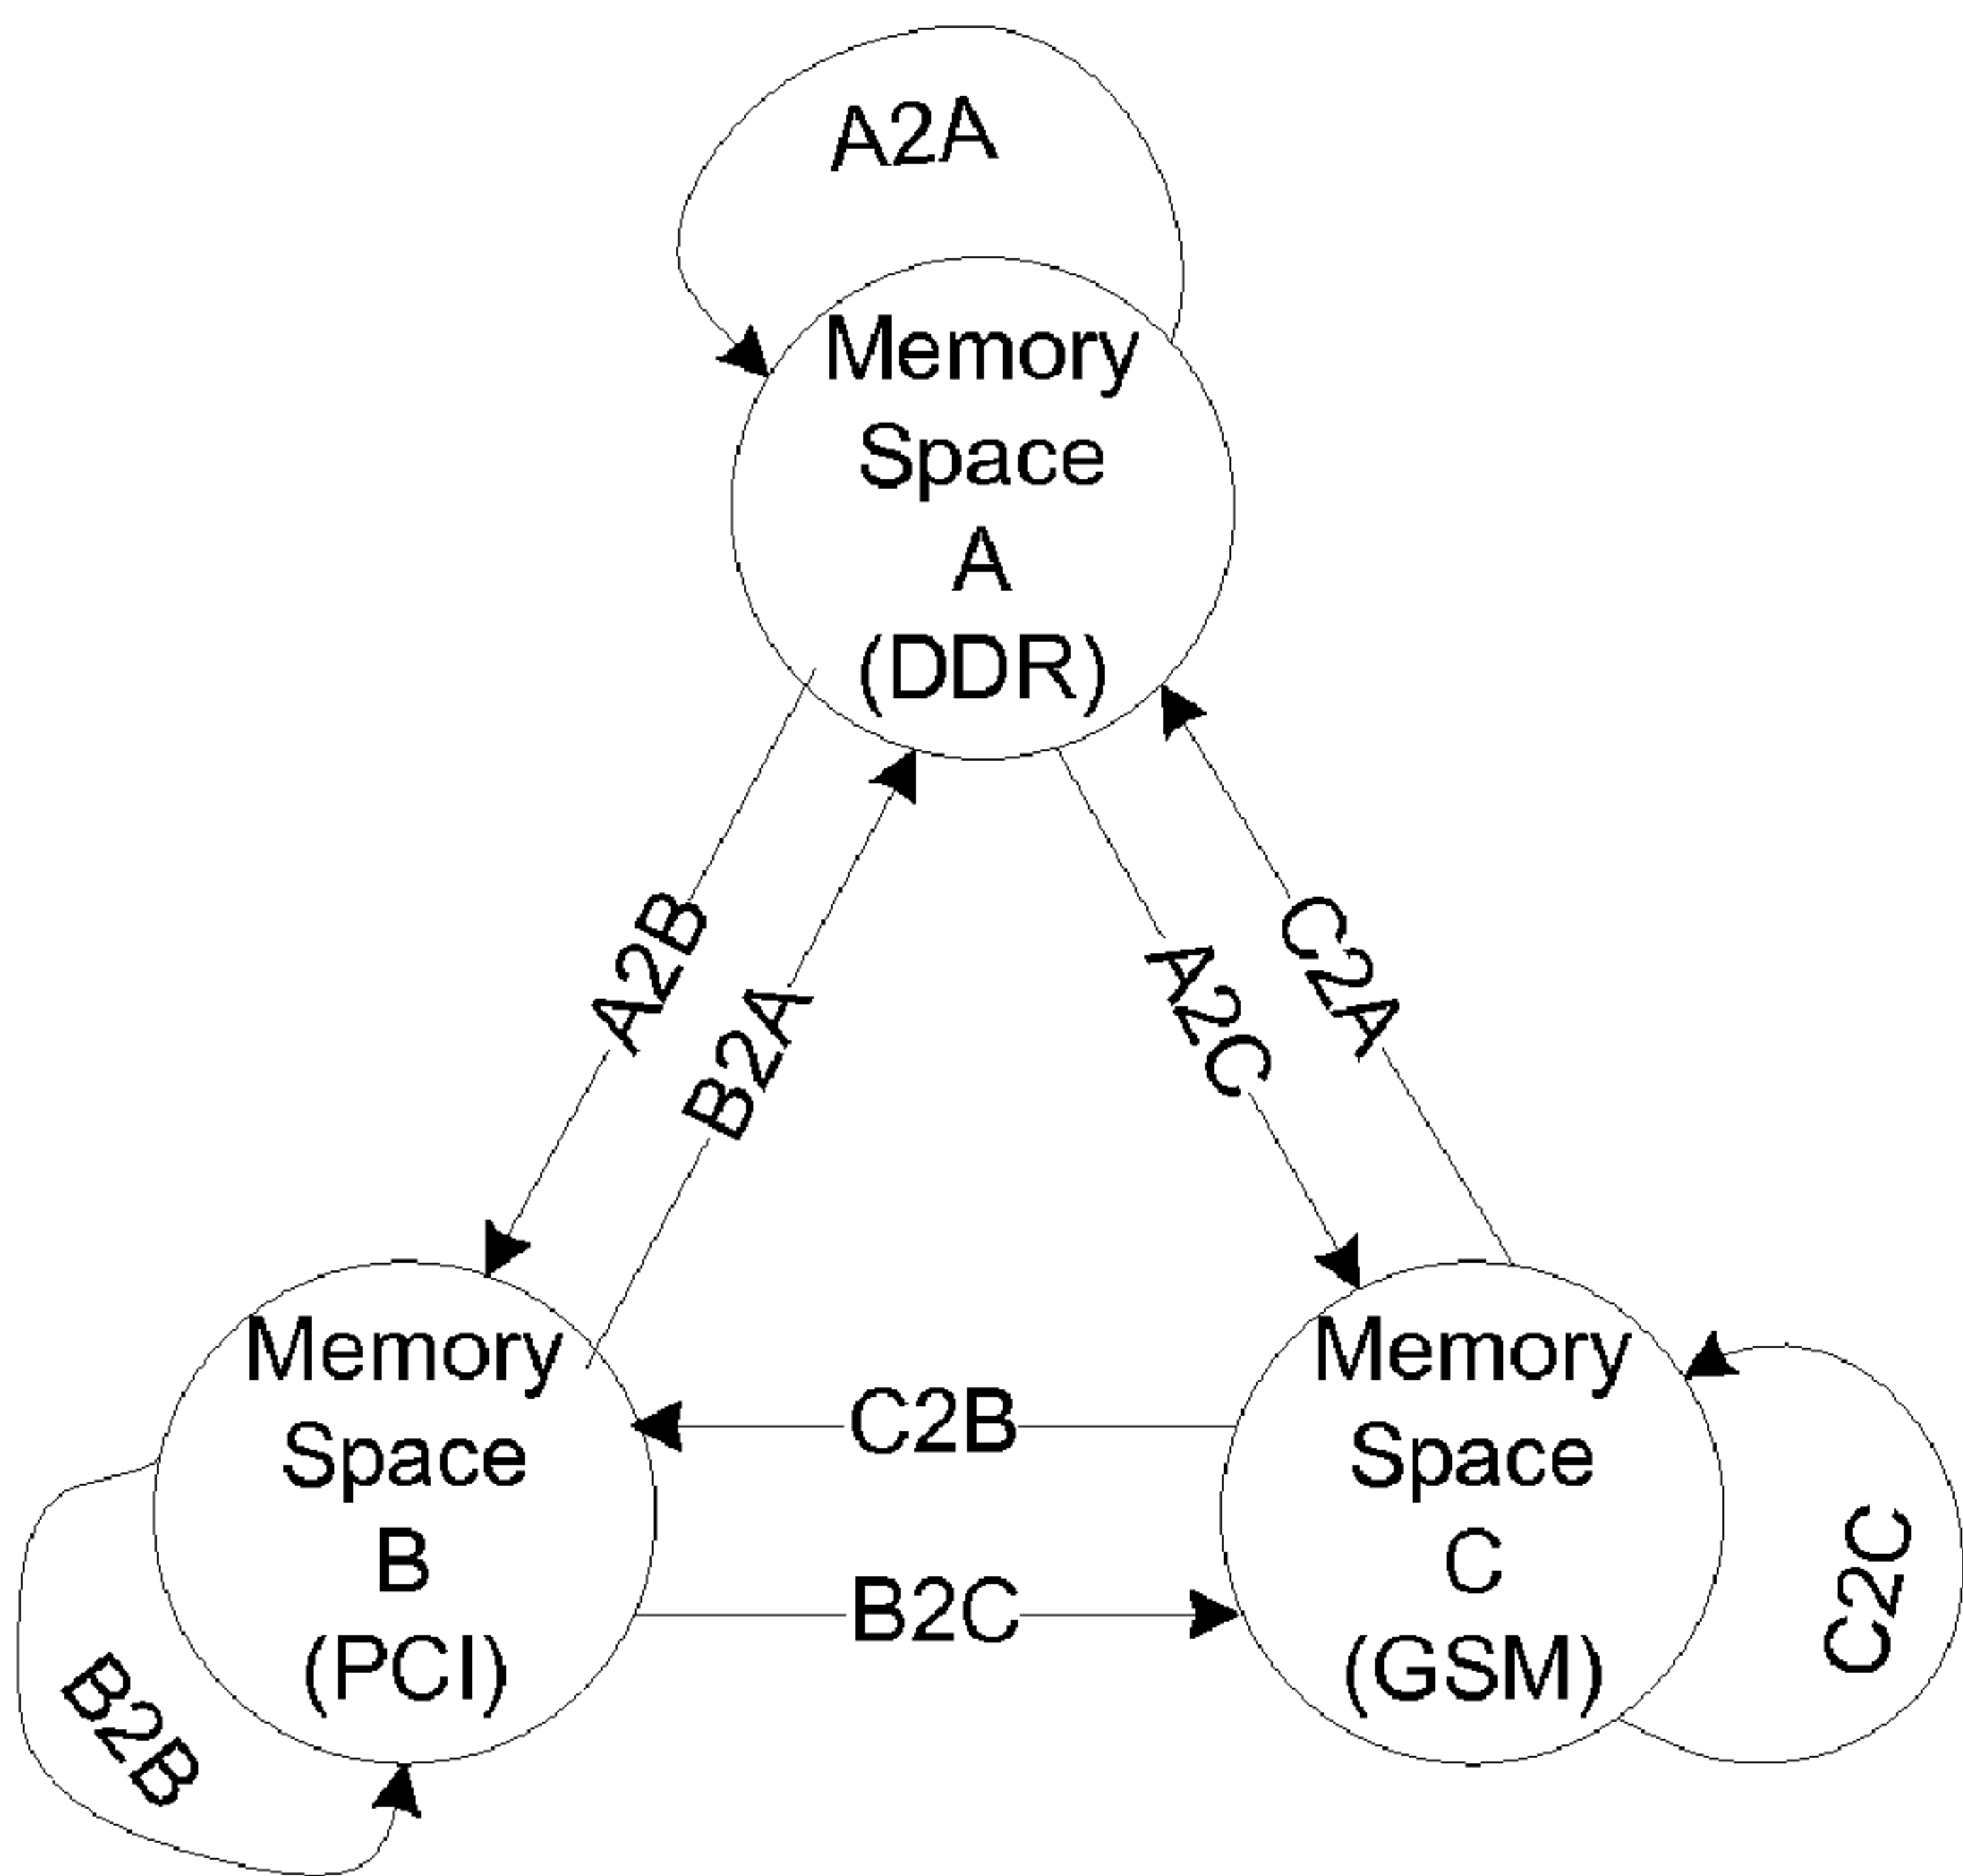 A2A
Memory
Space
A
(DDR)
A2B
B2A
A2C
C2A
Memory
Space
B
(PCI)
C2B
B2C
Memory
Space
C
(GSM)
B2B
C2C